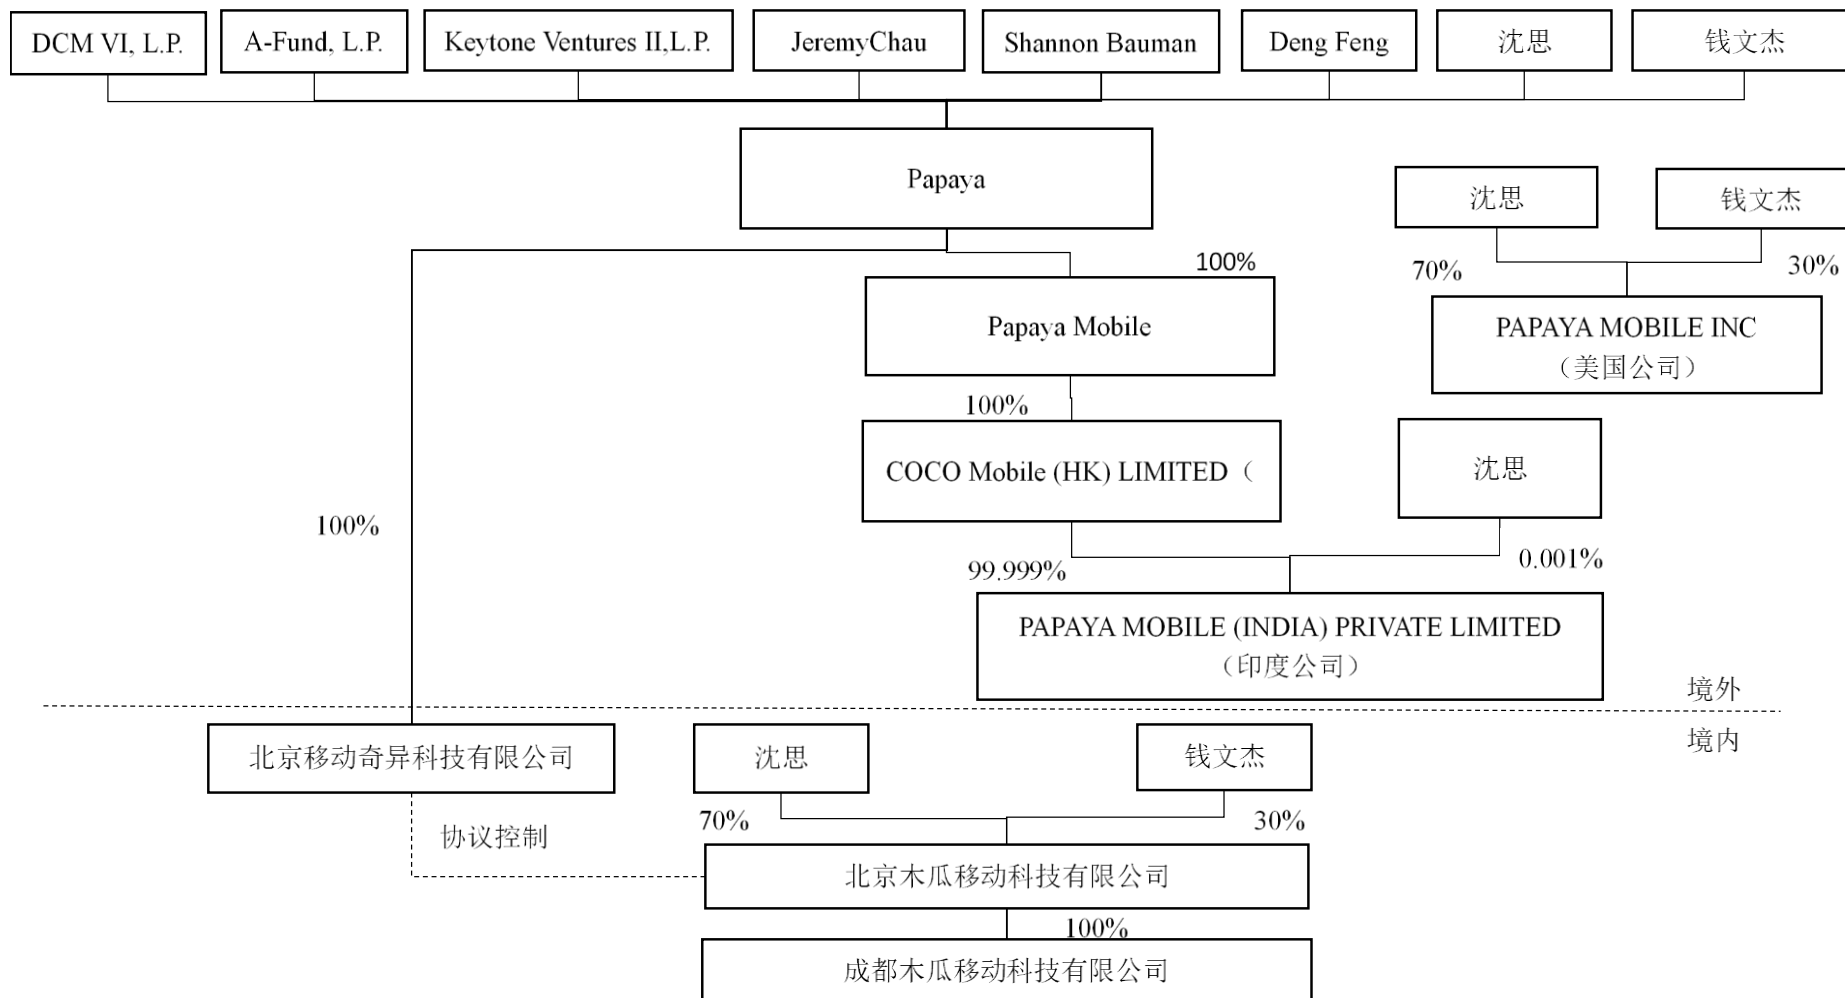 DCM VI, L.P.
A-Fund, L.P.
Keytone Ventures II,L.P.
JeremyChau
Shannon Bauman
Deng Feng
沈思
钱文杰
Papaya
沈思
钱文杰
100%
70%
30%
Papaya Mobile
PAPAYA MOBILE INC
（美国公司）
100%
COCO Mobile (HK) LIMITED（
沈思
100%
99.999%
0.001%
PAPAYA MOBILE (INDIA) PRIVATE LIMITED
（印度公司）
境外
境内
北京移动奇异科技有限公司
沈思
钱文杰
协议控制
70%
30%
北京木瓜移动科技有限公司
100%
成都木瓜移动科技有限公司